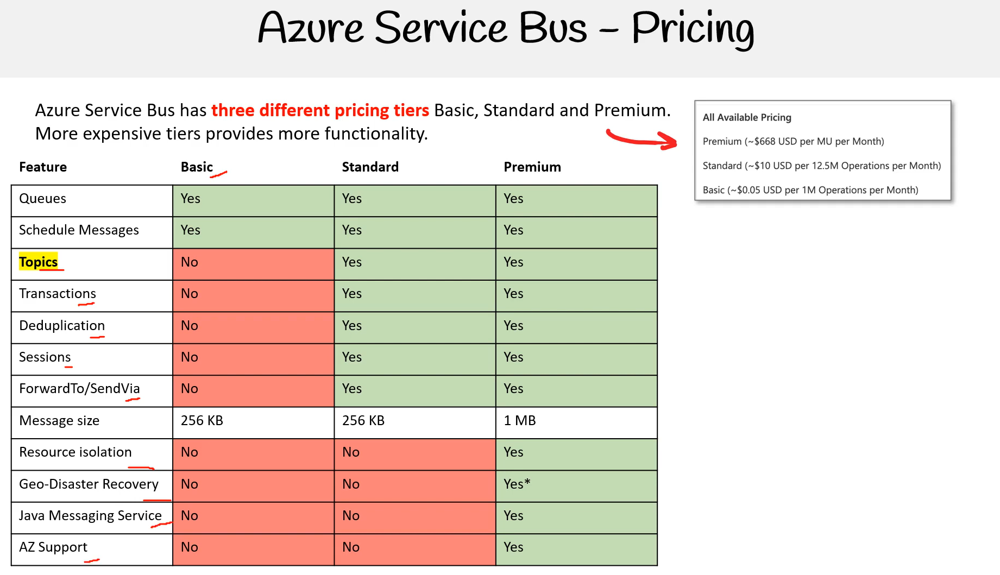 Azure Service Bus – Pricing
Azure Service Bus has three different pricing tiers Basic, Standard and Premium.
More expensive tiers provides more functionality.
All Available Pricing
Premium (~$668 USD per MU per Month)
Standard (~$10 USD per 12.5M Operations per Month)
Basic (~$0.05 USD per 1M Operations per Month)
Feature Basic Standard Premium
Queues Yes Yes Yes
Schedule Messages Yes Yes Yes
Topics No Yes Yes
Transactions No Yes Yes
Deduplication No Yes Yes
Sessions No Yes Yes
ForwardTo/SendVia No Yes Yes
Message size 256 KB 256 KB 1 MB
Resource isolation No No Yes
Geo-Disaster Recovery No No Yes*
Java Messaging Service No No Yes
AZ Support No No Yes